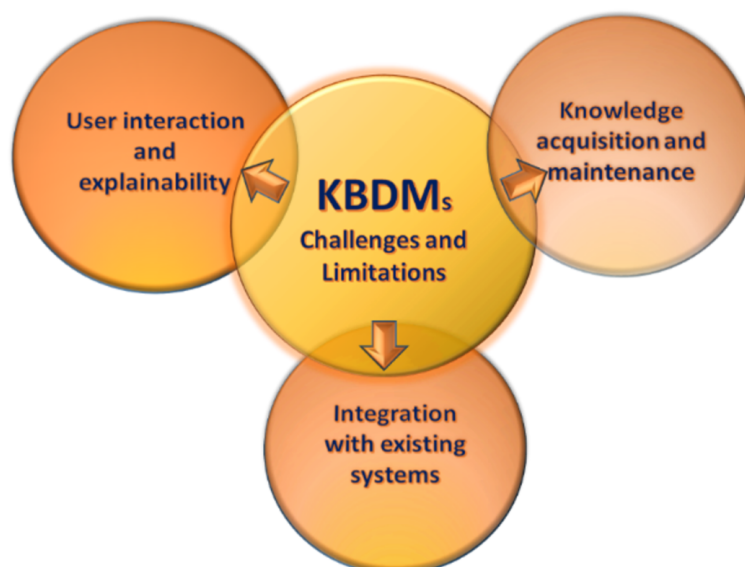 User interaction
and
explainability
KBDMs
Challenges and
Limitations
Knowledge
acquisition and
maintenance
Integration
with existing
systems